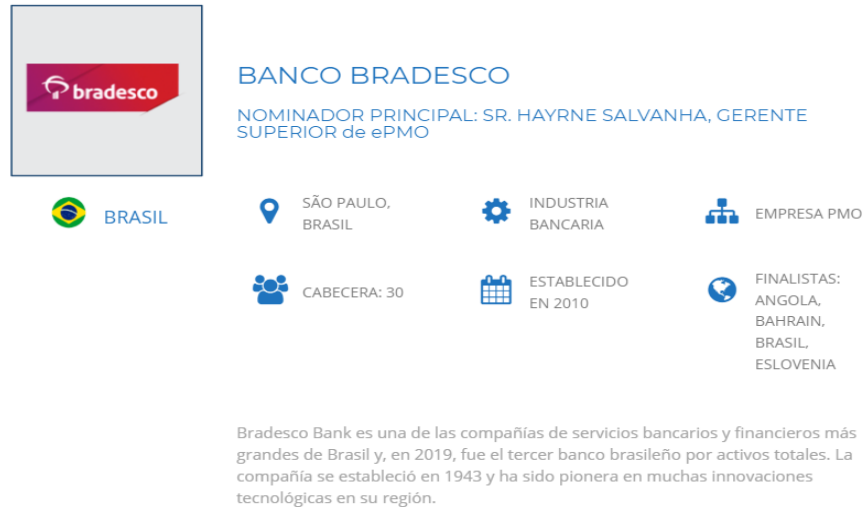 bradesco
BANCO BRADESCO
NOMINADOR PRINCIPAL: SR. HAYRNE SALVANHA, GERENTE
SUPERIOR de ePMO
BRASIL
SÃO PAULO,
BRASIL
INDUSTRIA
BANCARIA
EMPRESA PMO
CABECERA: 30
ESTABLECIDO
EN 2010
FINALISTAS:
ANGOLA,
BAHRAIN,
BRASIL,
ESLOVENIA
Bradesco Bank es una de las compañías de servicios bancarios y financieros más
grandes de Brasil y, en 2019, fue el tercer banco brasileño por activos totales. La
compañía se estableció en 1943 y ha sido pionera en muchas innovaciones
tecnológicas en su región.